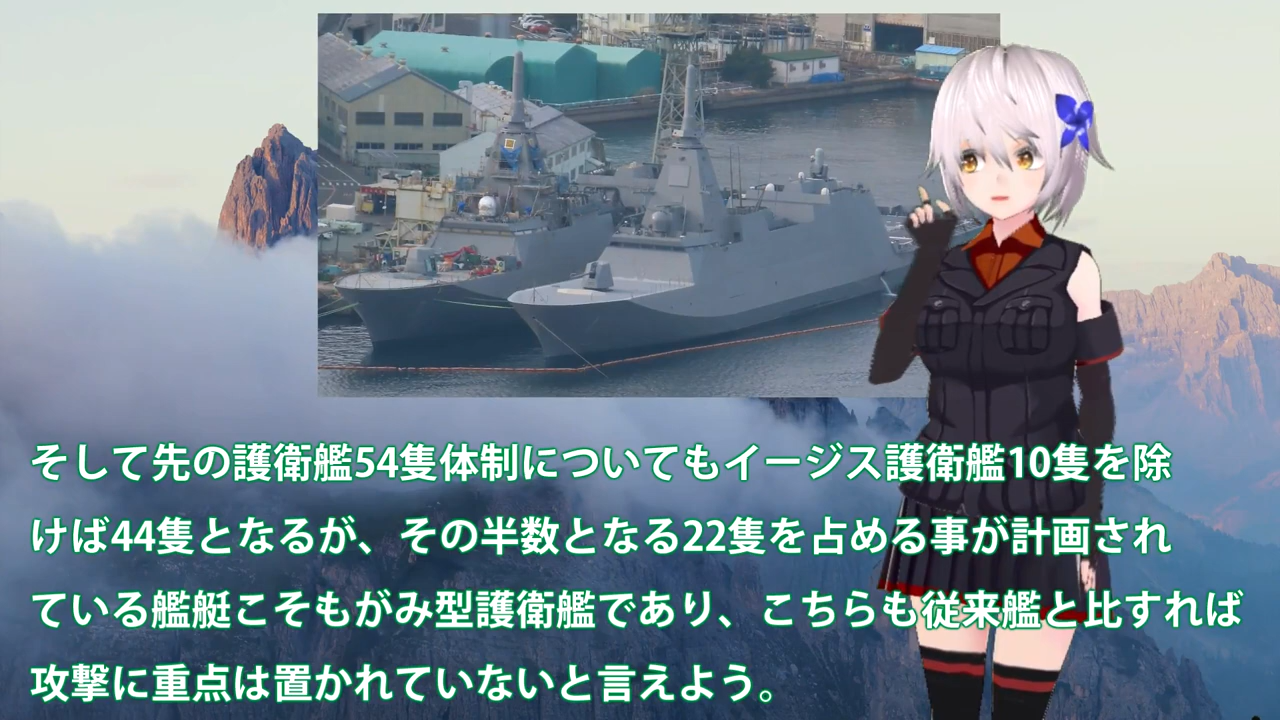 そして先の護衛艦54隻体制についてもイージス護衛艦10隻を除
けば44隻となるが、その半数となる22隻を占める事が計画され
ている艦艇こそもがみ型護衛艦であり、こちらも従来艦と比すれば
攻撃に重点は置かれていないと言えよう。